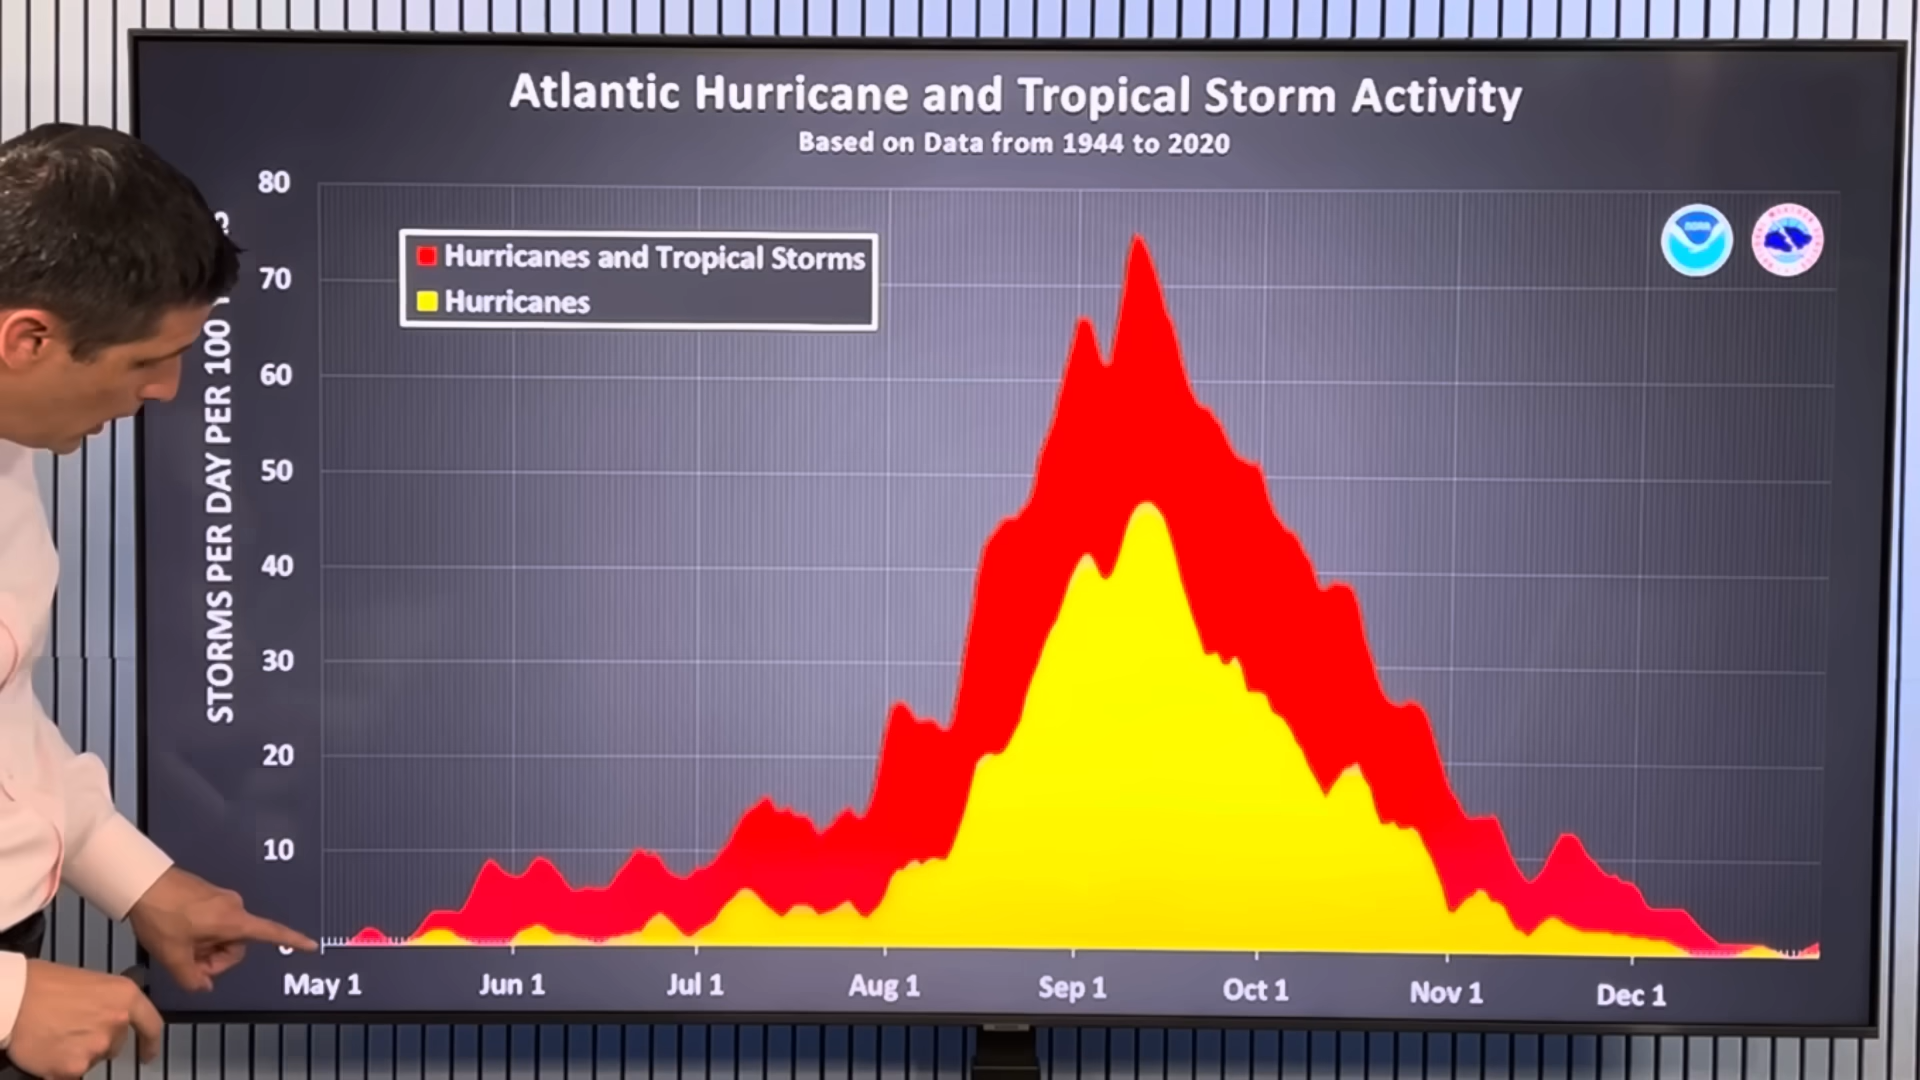 Atlantic Hurricane and Tropical Storm Activity
Based on Data from 1944 to 2020
Hurricanes and Tropical Storms
Hurricanes
STORMS PER DAY PER 100
80
70
60
50
40
30
20
10
May 1 Jun 1 Jul 1 Aug 1 Sep 1 Oct 1 Nov 1 Dec 1